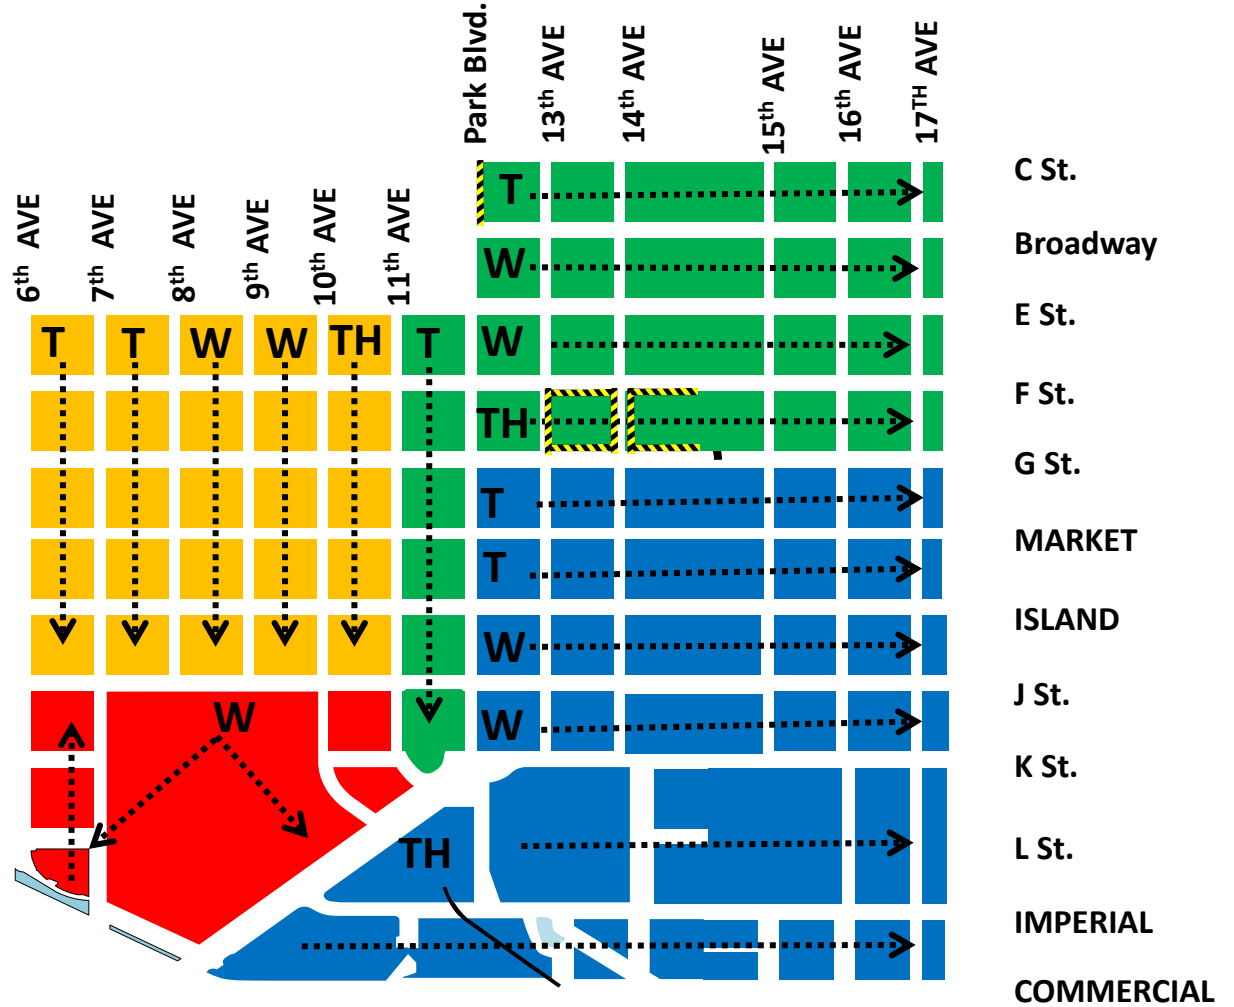 Park Blvd.
13th AVE
14th AVE
15th AVE
16th AVE
17TH AVE
6th AVE
7th AVE
8th AVE
9th AVE
10th AVE
11th AVE
C St.
Broadway
E St.
F St.
G St.
MARKET
ISLAND
J St.
K St.
L St.
IMPERIAL
COMMERCIAL
T
W
T
T
W
W
TH
T
W
TH
T
T
W
W
W
TH